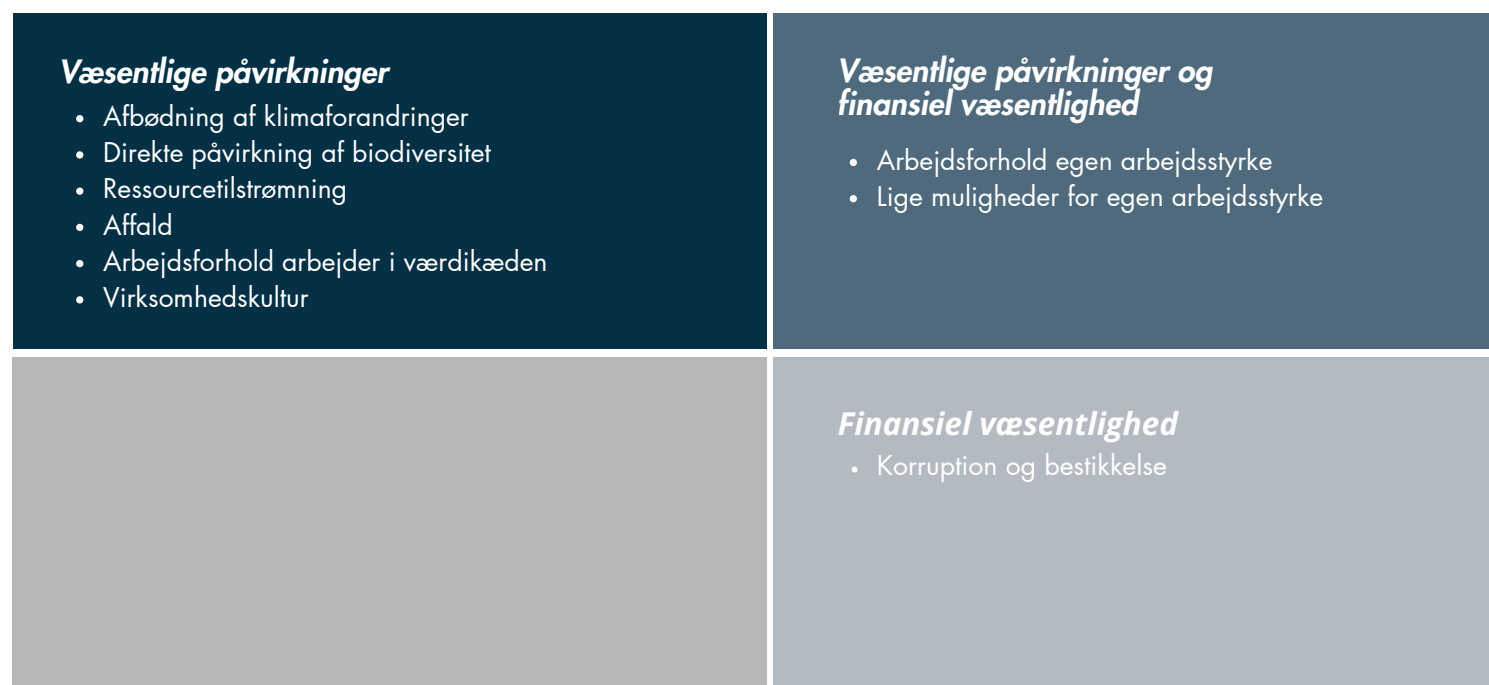 Væsentlige påvirkninger
• Afbødning af klimaforandringer
• Direkte påvirkning af biodiversitet
• Ressourcetilstrømning
• Affald
• Arbejdsforhold arbejder i værdikæden
• Virksomhedskultur
Væsentlige påvirkninger og
finansiel væsentlighed
• Arbejdsforhold egen arbejdsstyrke
• Lige muligheder for egen arbejdsstyrke
Finansiel væsentlighed
• Korruption og bestikkelse